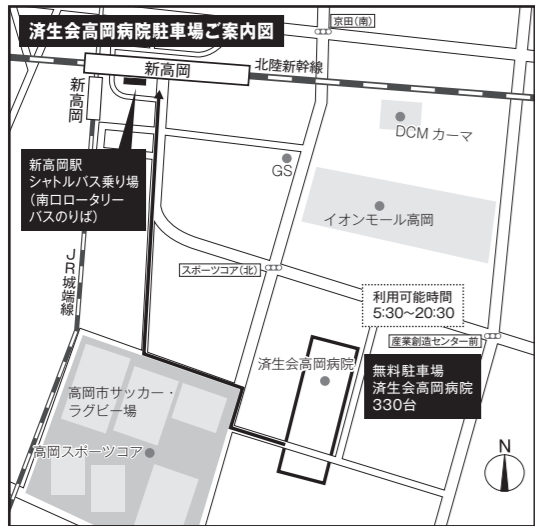 済生会高岡病院駐車場ご案内図
京田(南)
新高岡
北陸新幹線
新高岡
DCM カーマ
GS
新高岡駅
シャトルバス乗り場
(南口ロータリー
バスのりば)
イオンモール高岡
JR城端線
スポーツコア(北)
利用可能時間
5:30~20:30
産業創造センター前
済生会高岡病院
無料駐車場
済生会高岡病院
330台
高岡市サッカー・
ラグビー場
高岡スポーツコア
N